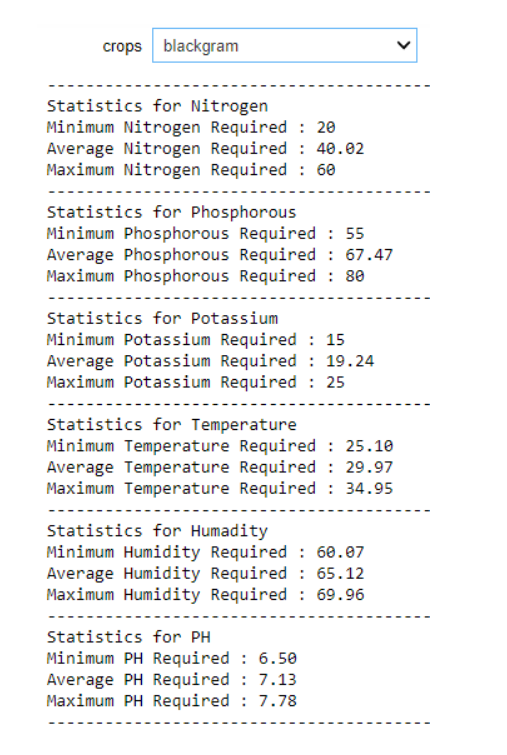 crops blackgram
----------------------------------------
Statistics for Nitrogen
Minimum Nitrogen Required : 20
Average Nitrogen Required : 40.02
Maximum Nitrogen Required : 60
----------------------------------------
Statistics for Phosphorous
Minimum Phosphorous Required : 55
Average Phosphorous Required : 67.47
Maximum Phosphorous Required : 80
----------------------------------------
Statistics for Potassium
Minimum Potassium Required : 15
Average Potassium Required : 19.24
Maximum Potassium Required : 25
----------------------------------------
Statistics for Temperature
Minimum Temperature Required : 25.10
Average Temperature Required : 29.97
Maximum Temperature Required : 34.95
----------------------------------------
Statistics for Humadity
Minimum Humidity Required : 60.07
Average Humidity Required : 65.12
Maximum Humidity Required : 69.96
----------------------------------------
Statistics for PH
Minimum PH Required : 6.50
Average PH Required : 7.13
Maximum PH Required : 7.78
----------------------------------------